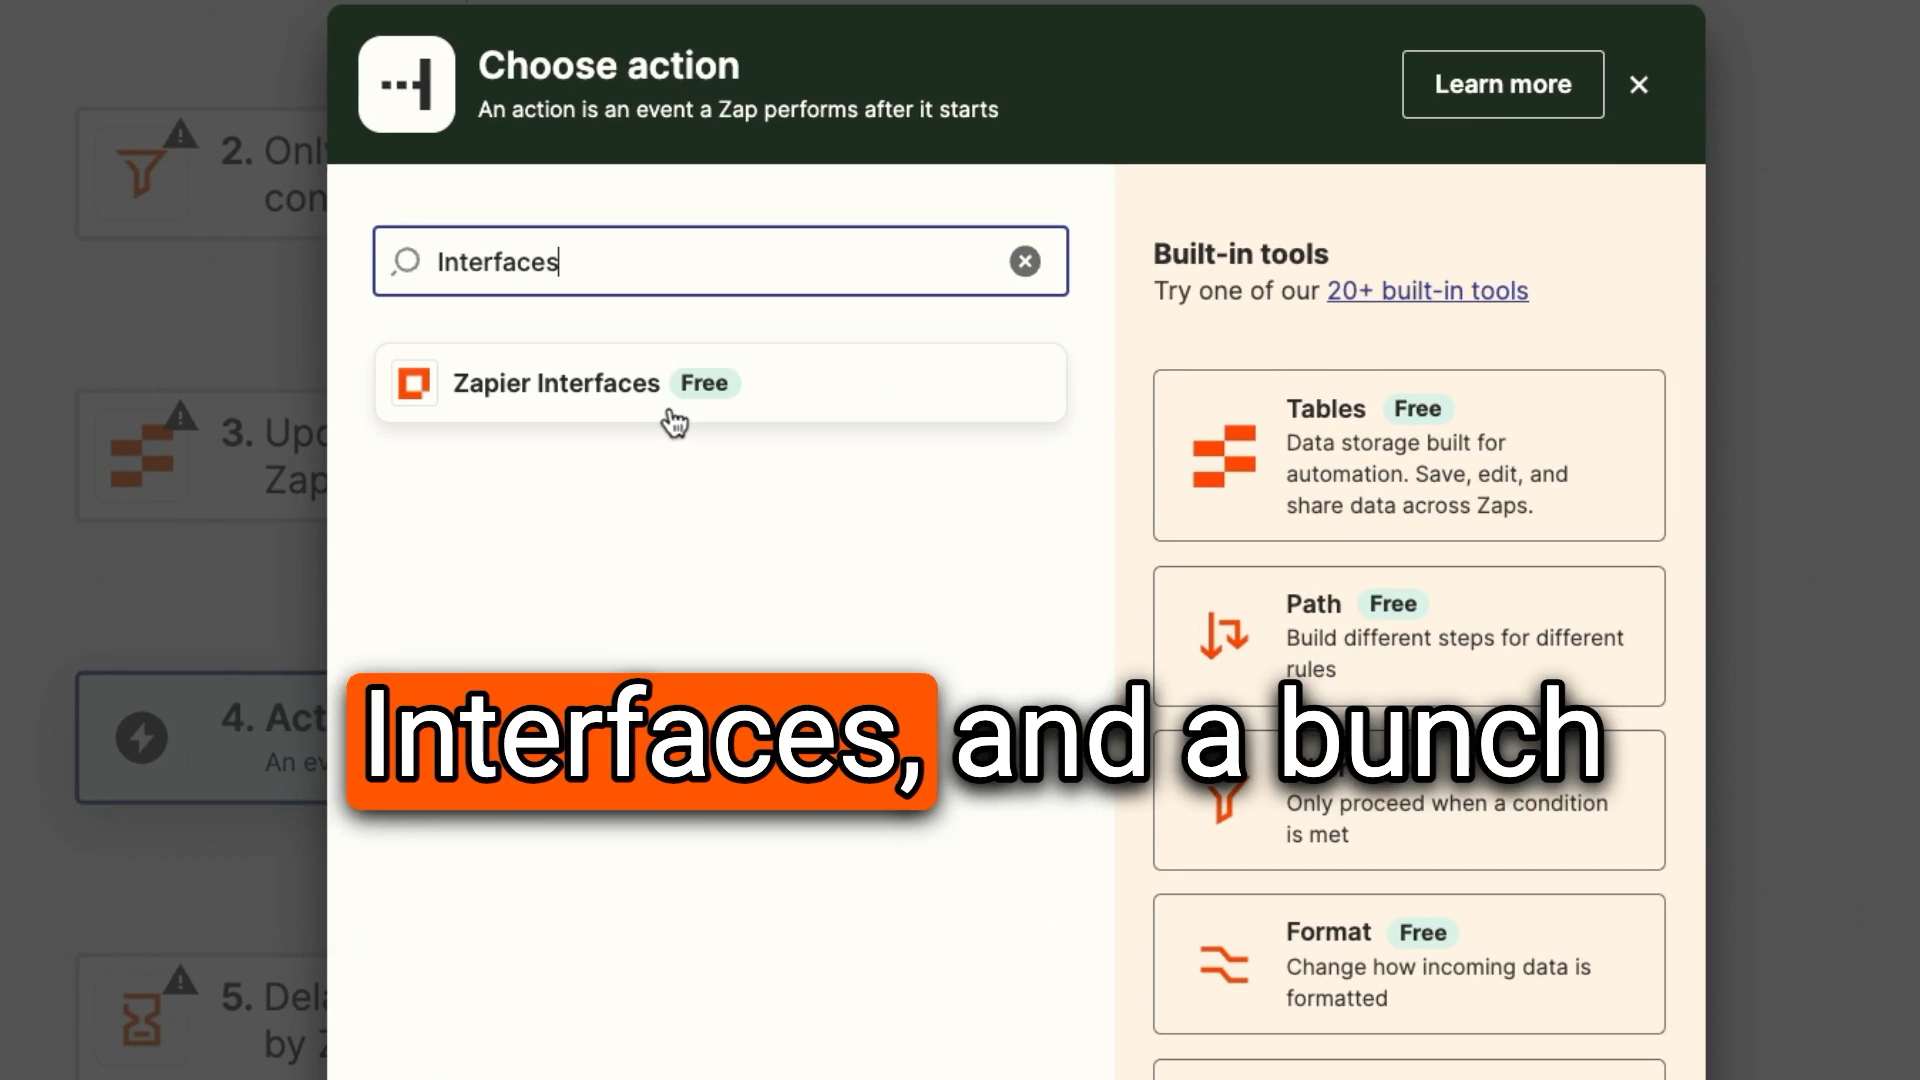 Choose action
An action is an event a Zap performs after it starts
Learn more
Interfaces
Zapier Interfaces Free
Built-in tools
Try one of our 20+ built-in tools
Tables Free
Data storage built for
automation. Save, edit, and
share data across Zaps.
Path Free
Build different steps for different
rules
Only proceed when a condition
is met
Format Free
Change how incoming data is
formatted
2. Onl
con
3. Upd
Zap
4. Act
An ev
5. Dela
by Z
Interfaces, and a bunch